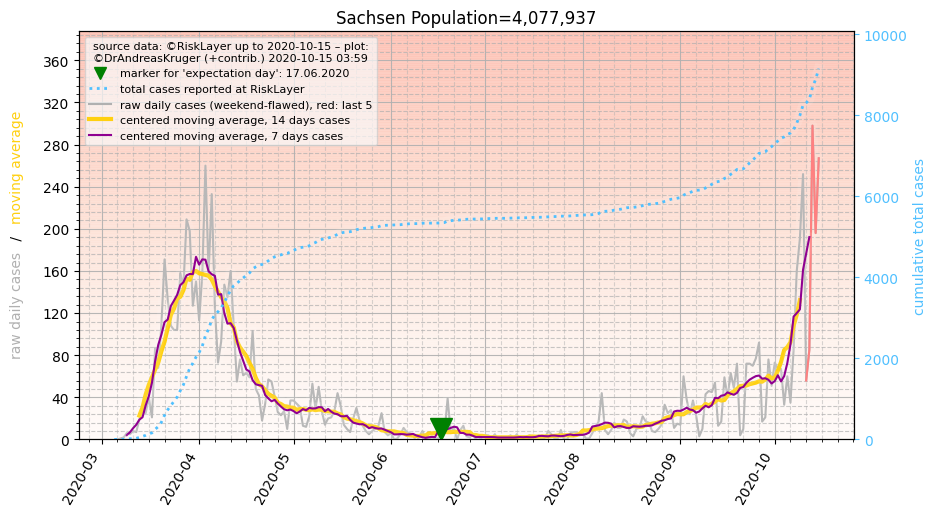 Sachsen Population=4,077,937
source data: ©RiskLayer up to 2020-10-15 – plot:
©DrAndreasKruger (+contrib.) 2020-10-15 03:59
marker for 'expectation day': 17.06.2020
total cases reported at RiskLayer
raw daily cases (weekend-flawed), red: last 5
centered moving average, 14 days cases
centered moving average, 7 days cases
raw daily cases / moving average
360
320
280
240
200
160
120
80
40
0
10000
8000
6000
4000
2000
0
cumulative total cases
2020-03
2020-04
2020-05
2020-06
2020-07
2020-08
2020-09
2020-10